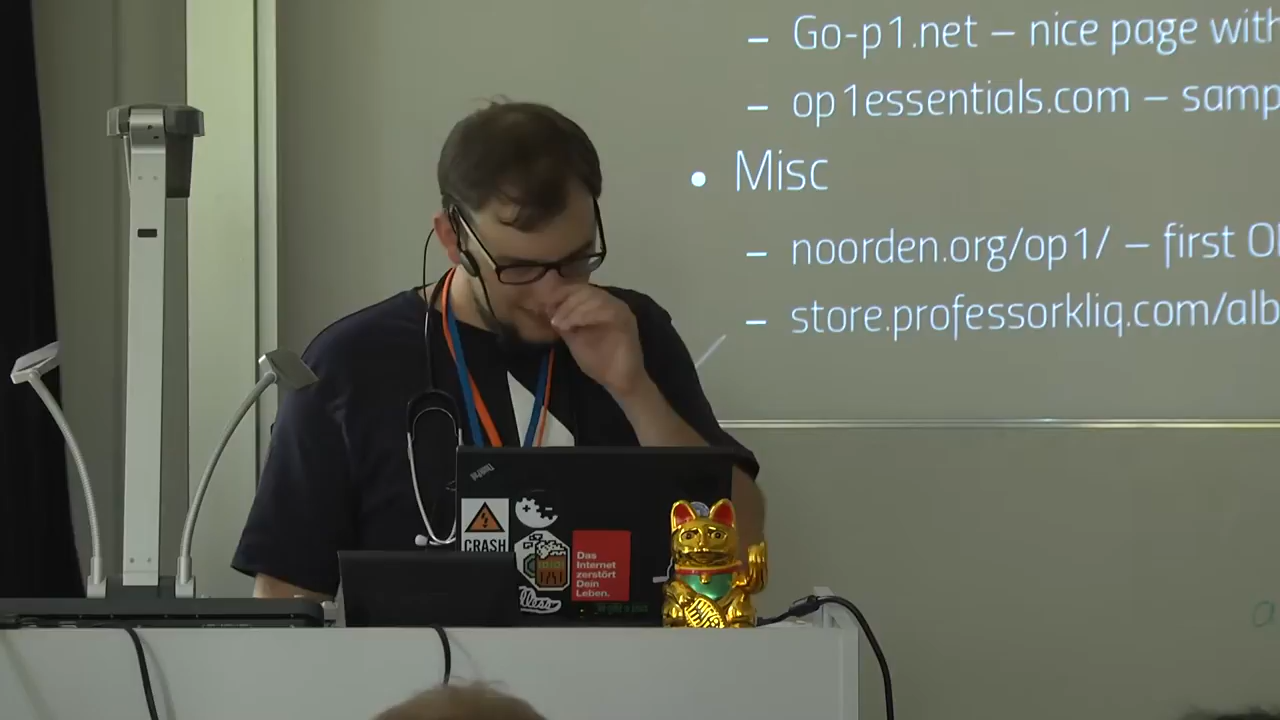 – Go-p1.net – nice page with
– op1essentials.com – samp
• Misc
– noorden.org/op1/ – first O
– store.professorkliq.com/alb
ThinkPad
CRASH
Das
Internet
zerstört
Dein
Leben.